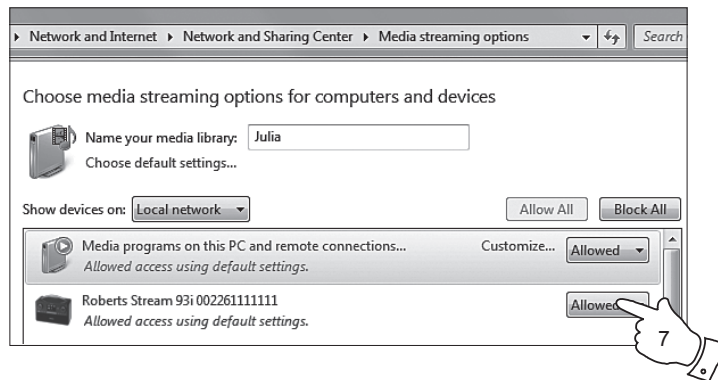 Network and Internet Network and Sharing Center Media streaming options Search
Choose media streaming options for computers and devices
Name your media library: Julia
Choose default settings...
Show devices on: Local network Allow All Block All
Media programs on this PC and remote connections... Customize... Allowed
Allowed access using default settings.
Roberts Stream 93i 002261111111 Allowed
Allowed access using default settings.
7